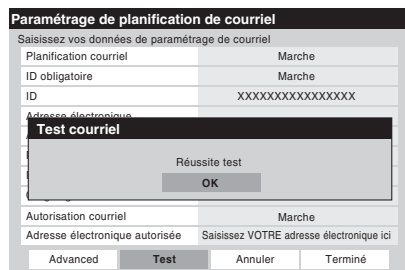 Paramétrage de planification de courriel
Saisissez vos données de paramétrage de courriel
Planification courriel Marche
ID obligatoire Marche
ID XXXXXXXXXXXXXXXX
Adresse électronique
Test courriel
Réussite test
OK
Autorisation courriel Marche
Adresse électronique autorisée Saisissez VOTRE adresse électronique ici
Advanced Test Annuler Terminé